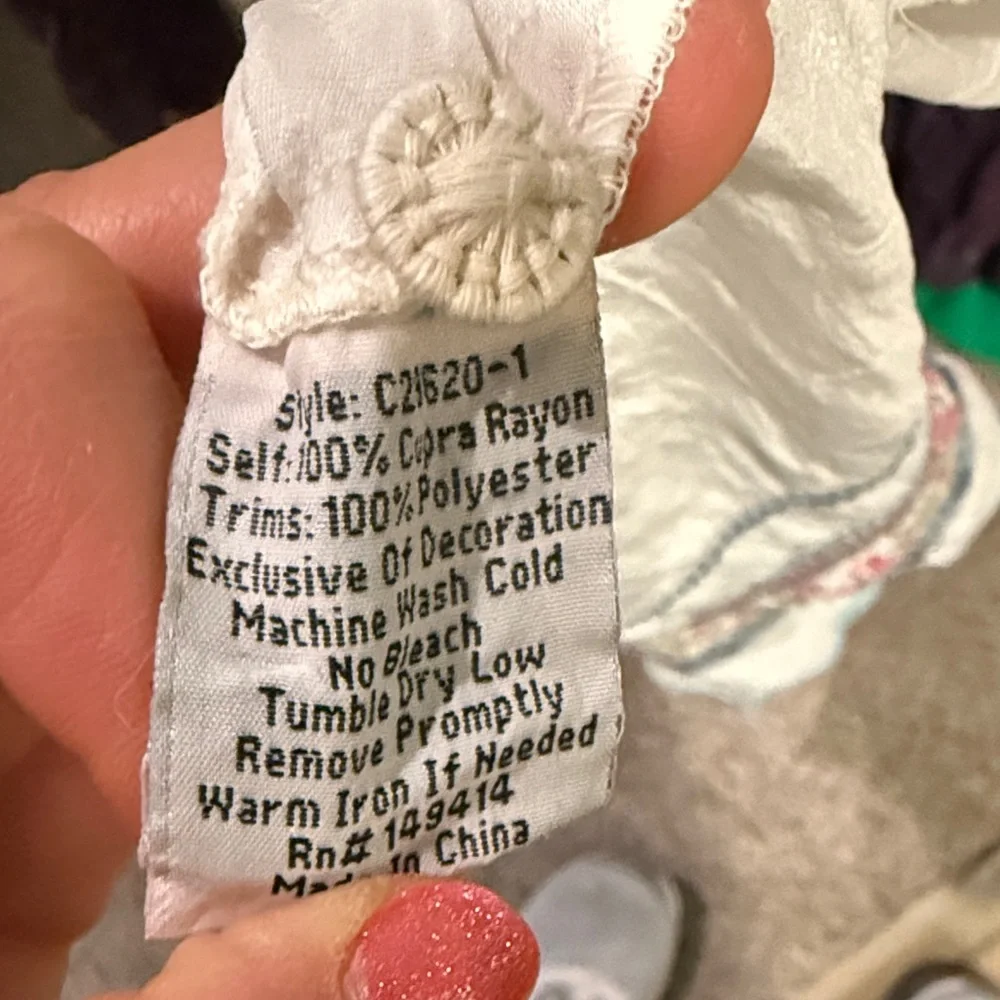 Style: C21620-1
Self:100% Cupra Rayon
Trims: 100% Polyester
Exclusive Of Decoration
Machine Wash Cold
No Bleach
Tumble Dry Low
Remove Promptly
Warm Iron If Needed
Rn# 149414
Made In China